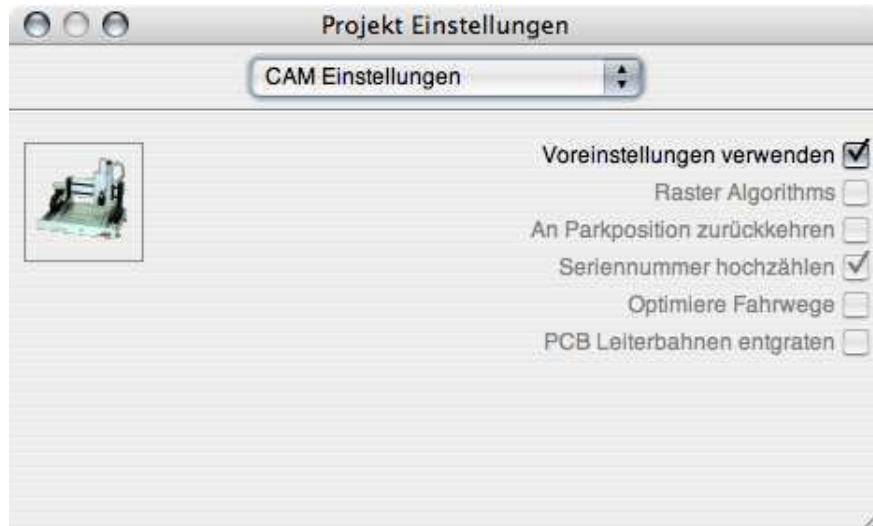 Projekt Einstellungen
CAM Einstellungen
Voreinstellungen verwenden
Raster Algorithms
An Parkposition zurückkehren
Seriennummer hochzählen
Optimiere Fahrwege
PCB Leiterbahnen entgraten